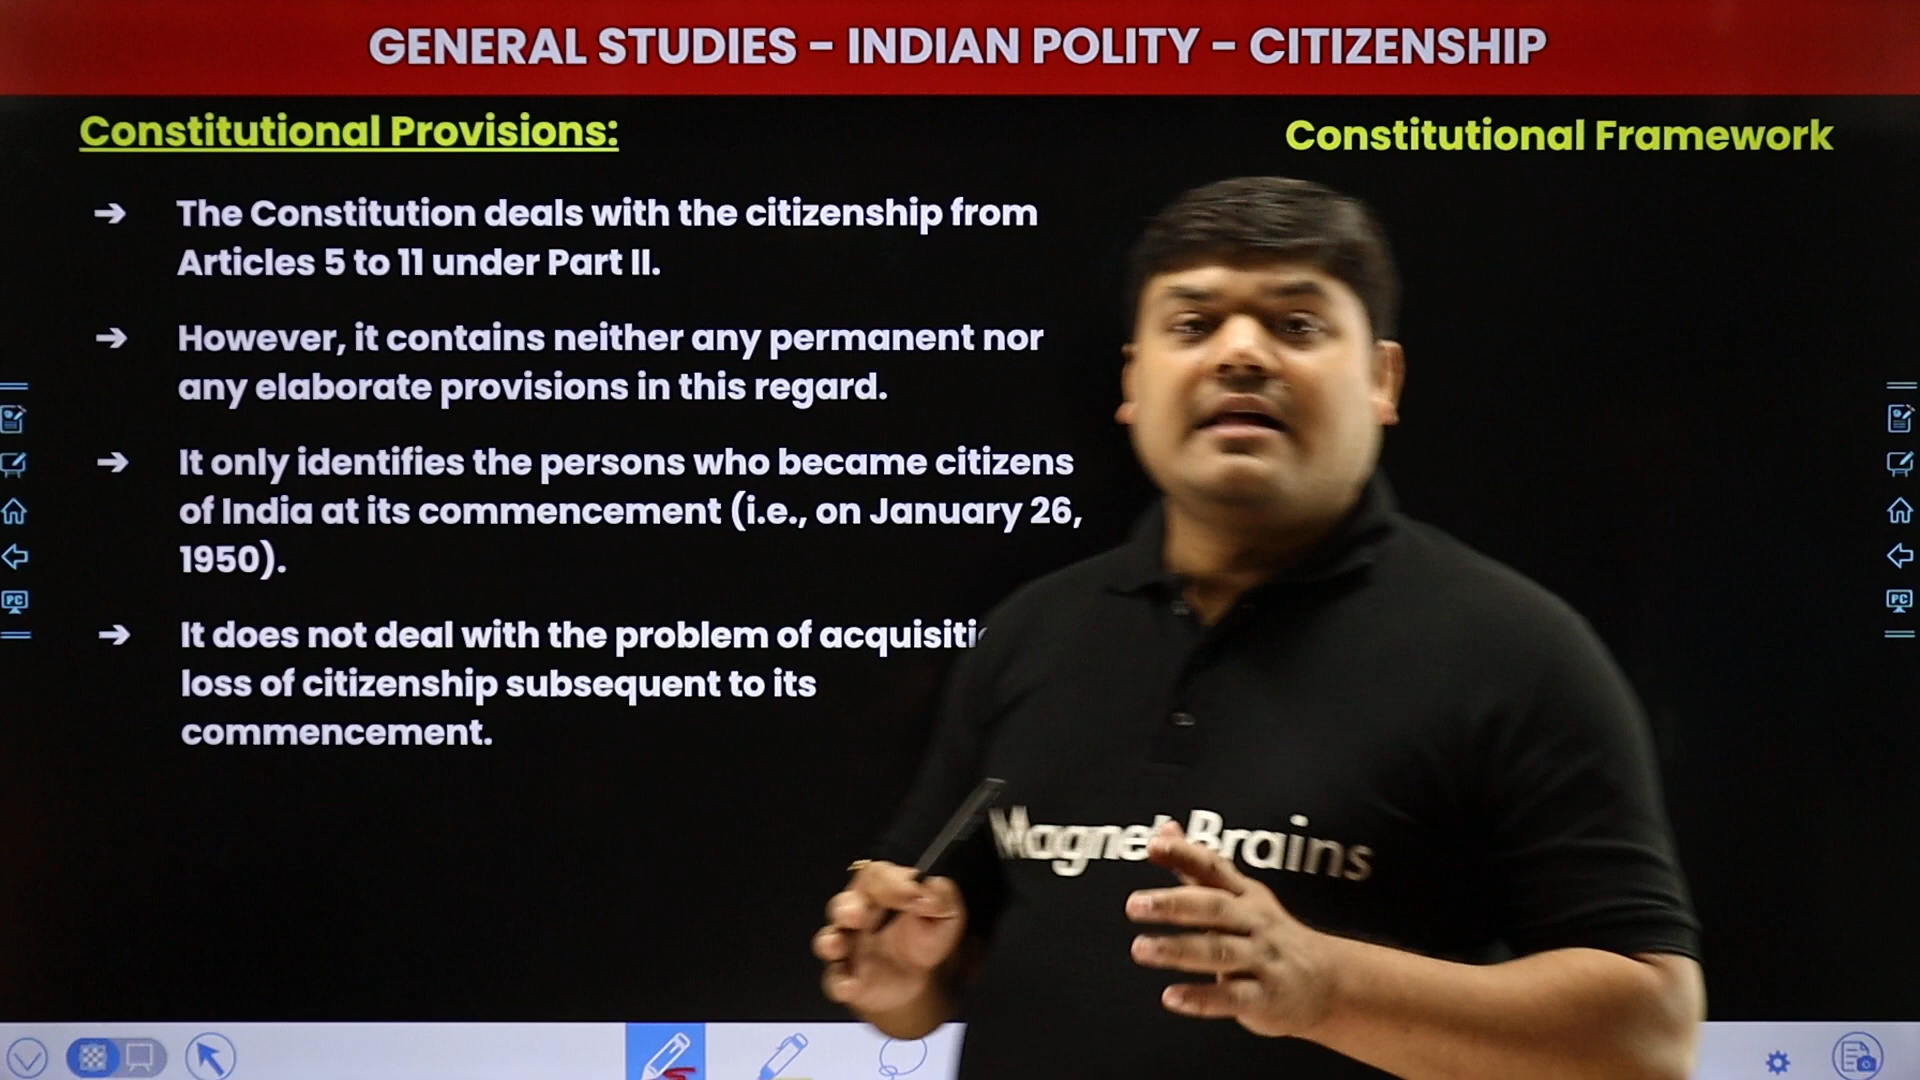 GENERAL STUDIES - INDIAN POLITY - CITIZENSHIP
Constitutional Provisions:
Constitutional Framework
➔ The Constitution deals with the citizenship from
Articles 5 to 11 under Part II.
➔ However, it contains neither any permanent nor
any elaborate provisions in this regard.
➔ It only identifies the persons who became citizens
of India at its commencement (i.e., on January 26,
1950).
➔ It does not deal with the problem of
loss of citizenship subsequent to its
commencement.
Magnet Brains
PC
PC